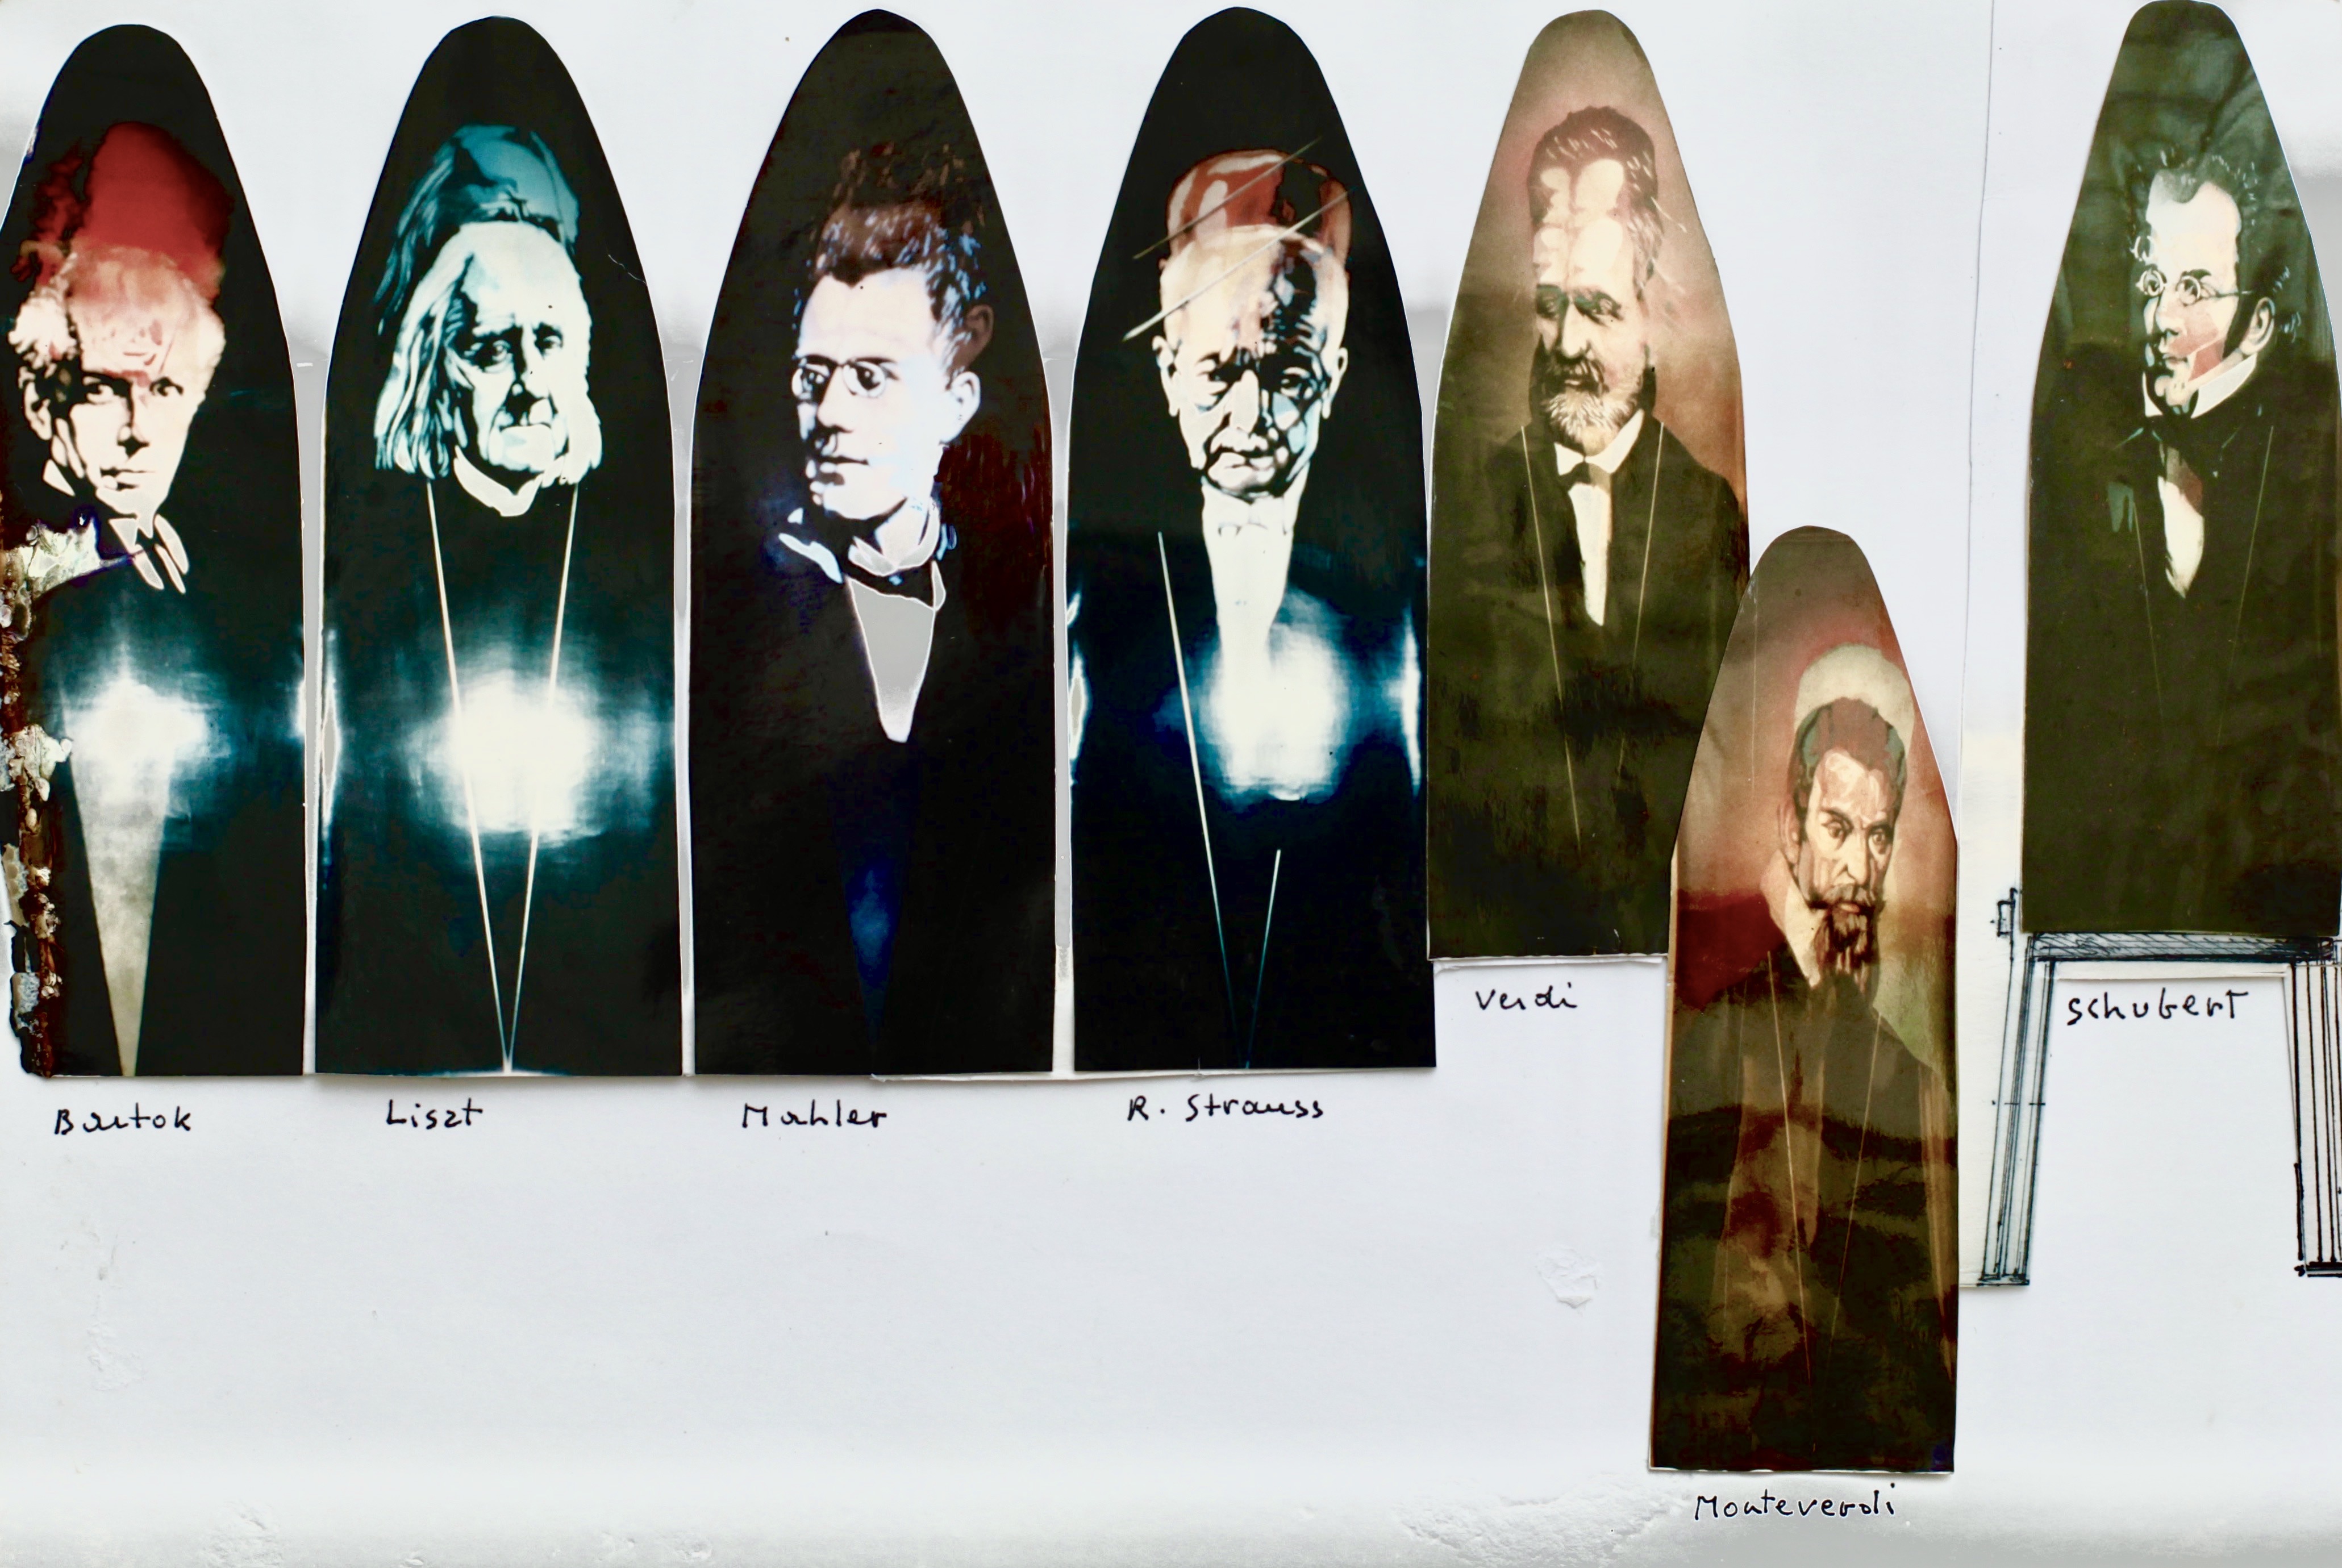 Bartok
Liszt
Mahler
R. Strauss
Verdi
Monteverdi
Schubert